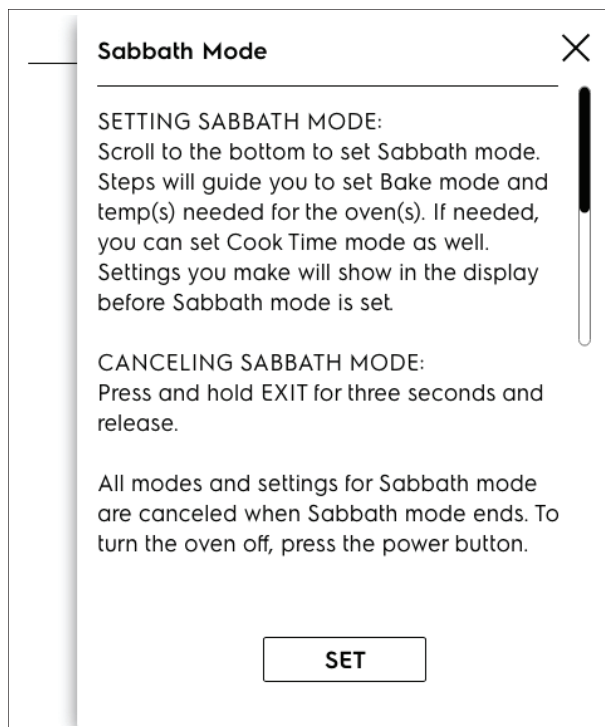 Sabbath Mode
SETTING SABBATH MODE:
Scroll to the bottom to set Sabbath mode.
Steps will guide you to set Bake mode and
temp(s) needed for the oven(s). If needed,
you can set Cook Time mode as well.
Settings you make will show in the display
before Sabbath mode is set.
CANCELING SABBATH MODE:
Press and hold EXIT for three seconds and
release.
All modes and settings for Sabbath mode
are canceled when Sabbath mode ends. To
turn the oven off, press the power button.
SET